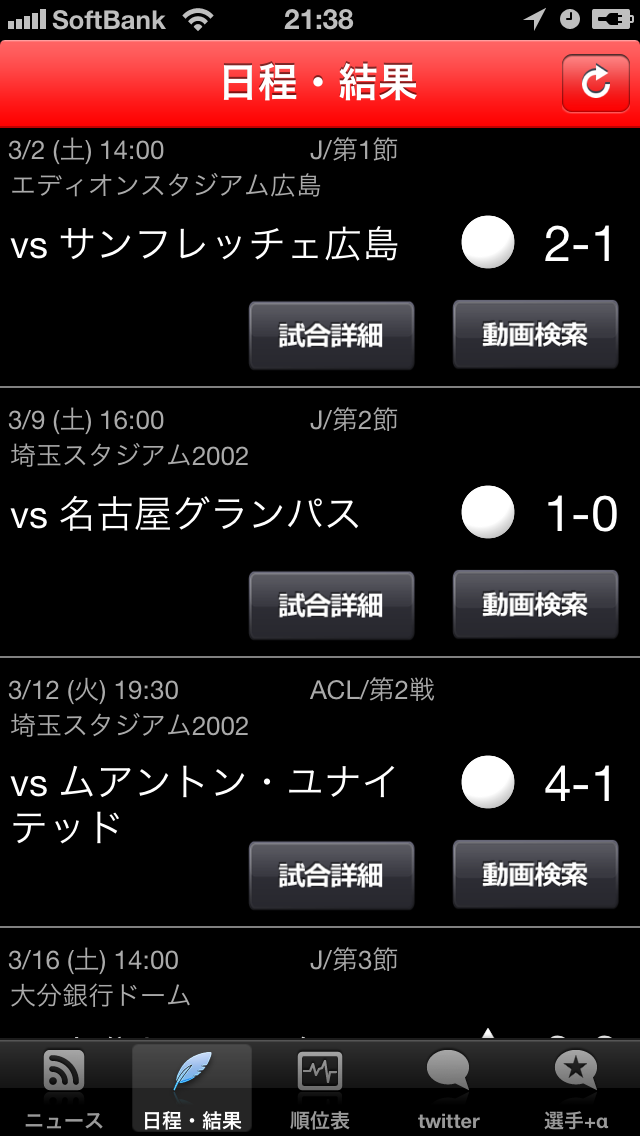 SoftBank 21:38
日程・結果
3/2 (土) 14:00 J/第1節
エディオンスタジアム広島
vs サンフレッチェ広島 2-1
試合詳細 動画検索
3/9 (土) 16:00 J/第2節
埼玉スタジアム2002
vs 名古屋グランパス 1-0
試合詳細 動画検索
3/12 (火) 19:30 ACL/第2戦
埼玉スタジアム2002
vs ムアントン・ユナイ 4-1
テッド
試合詳細 動画検索
3/16 (土) 14:00 J/第3節
大分銀行ドーム
ニュース 日程・結果 順位表 twitter 選手+α